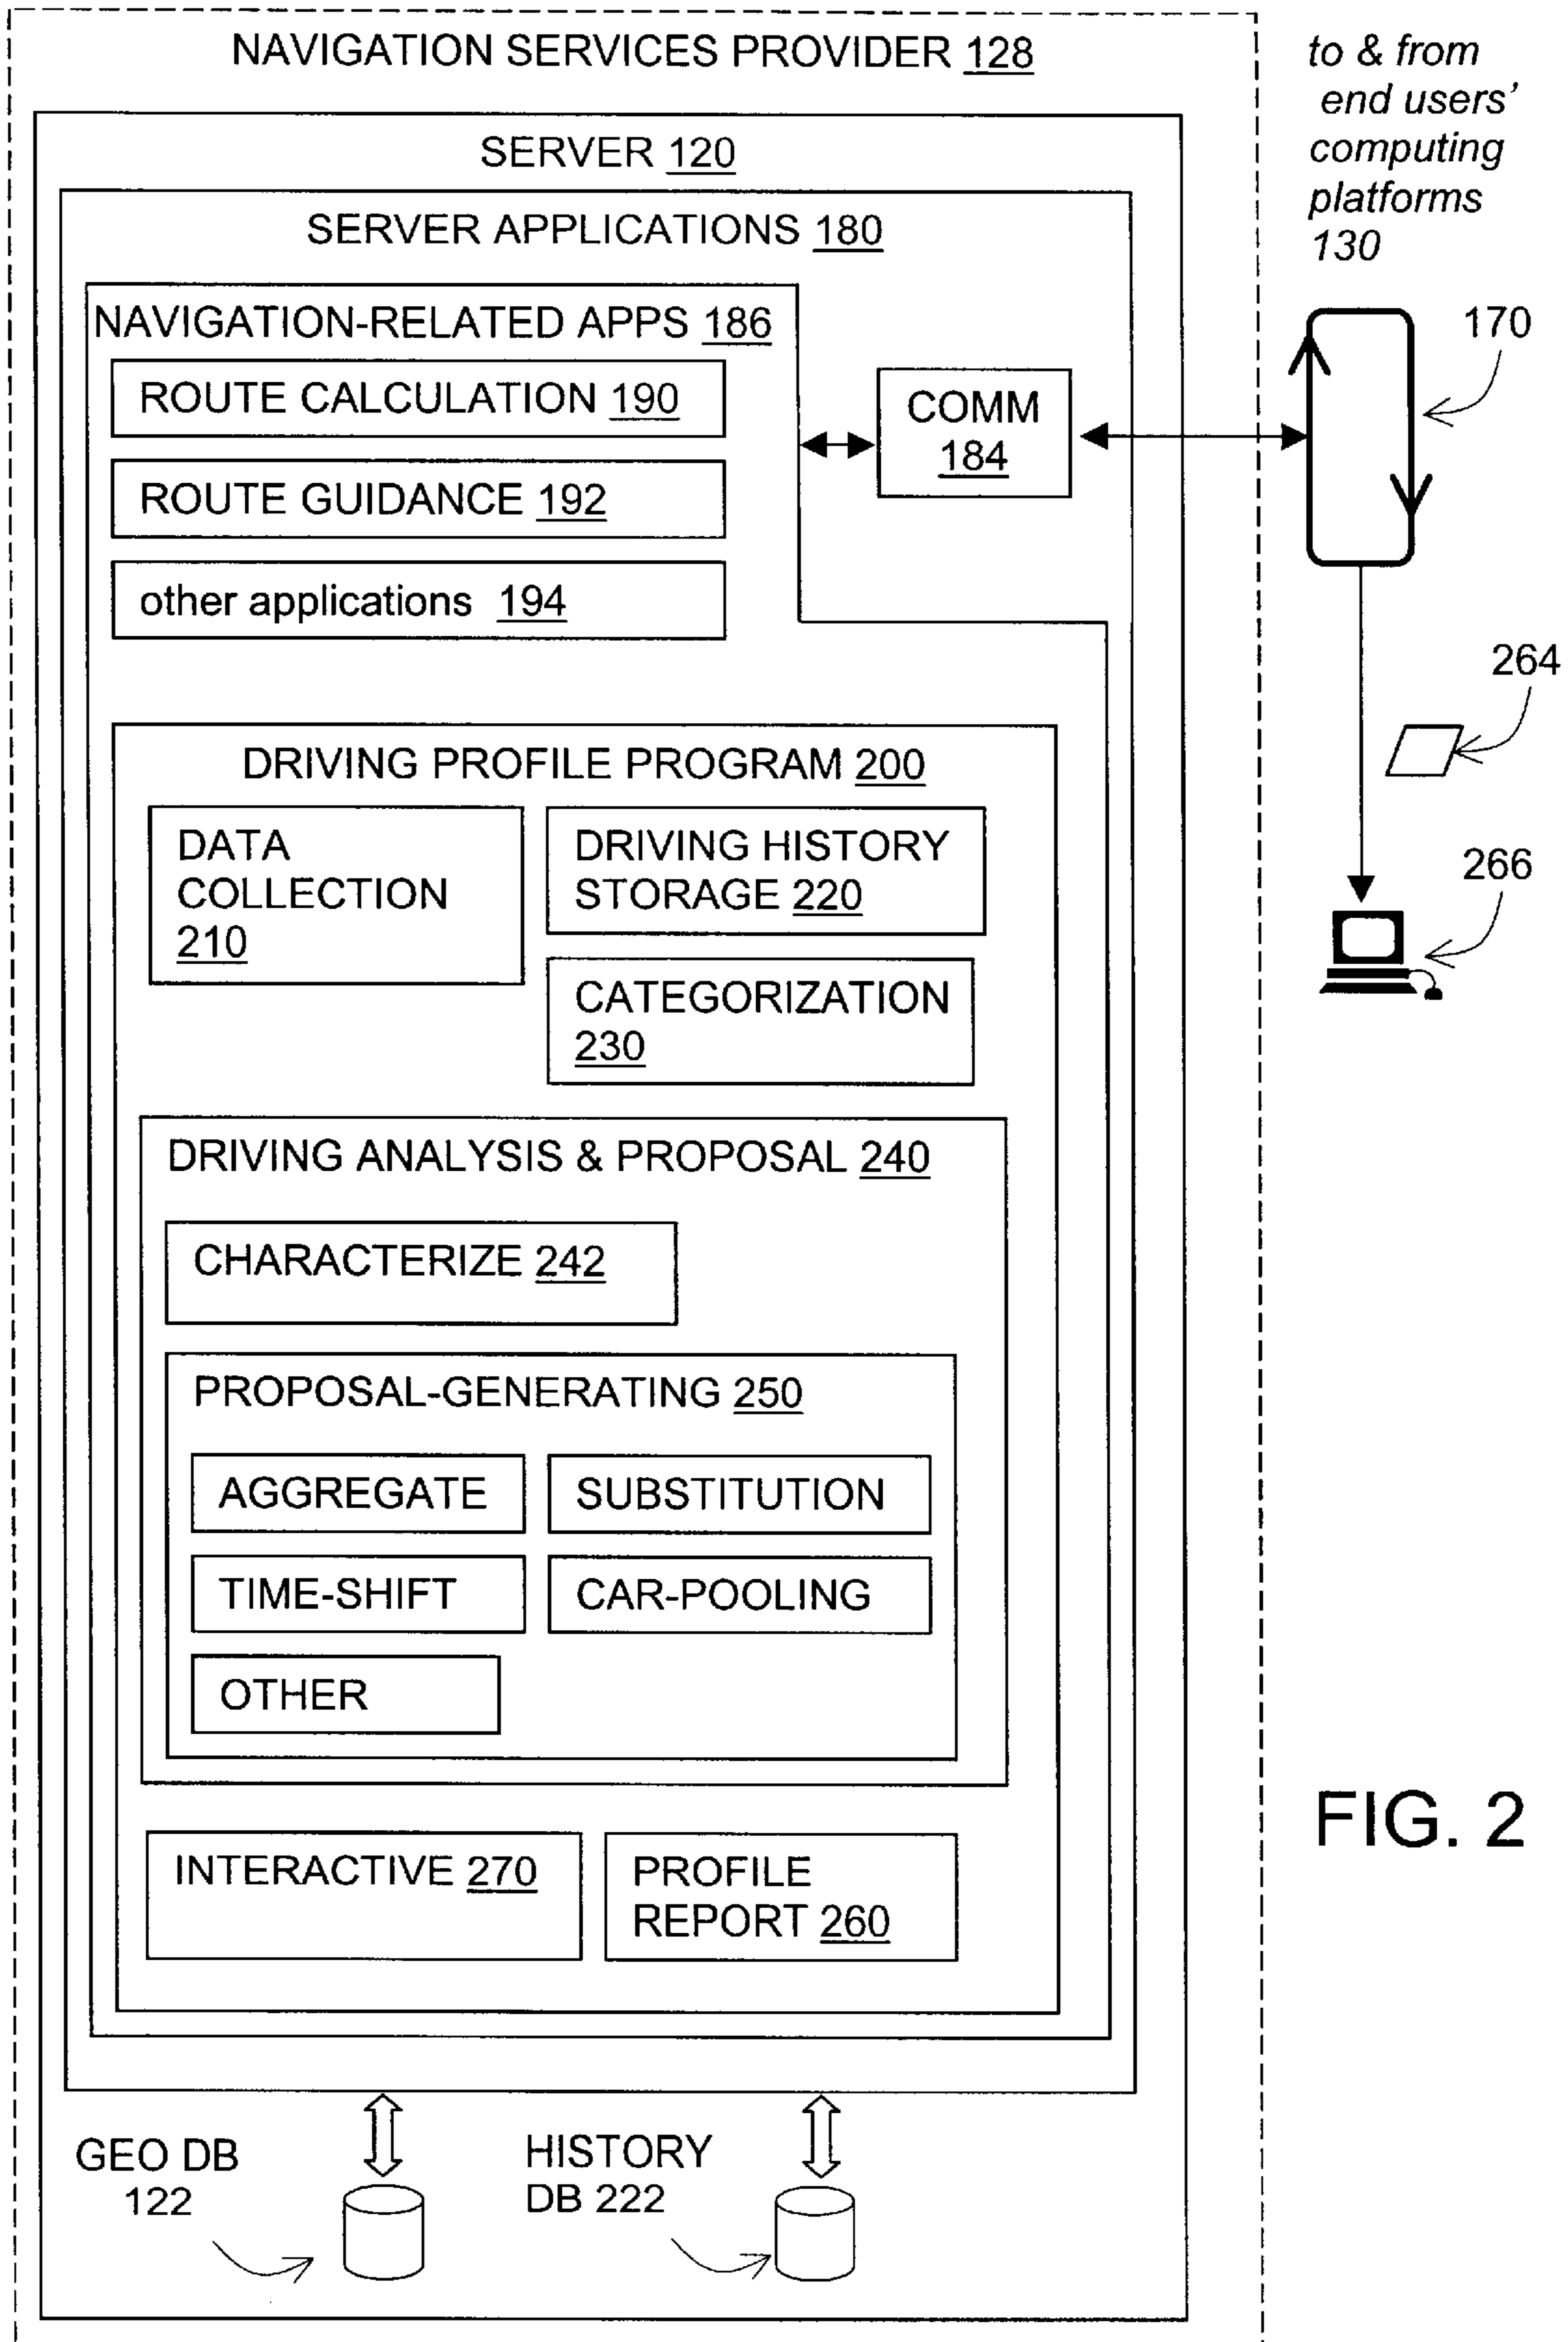 NAVIGATION SERVICES PROVIDER 128
to & from
end users’
computing
platforms
130
SERVER 120
SERVER APPLICATIONS 180
NAVIGATION-RELATED APPS 186
ROUTE CALCULATION 190
ROUTE GUIDANCE 192
other applications 194
COMM
184
170
264
266
DRIVING PROFILE PROGRAM 200
DATA
COLLECTION
210
DRIVING HISTORY
STORAGE 220
CATEGORIZATION
230
DRIVING ANALYSIS & PROPOSAL 240
CHARACTERIZE 242
PROPOSAL-GENERATING 250
AGGREGATE
SUBSTITUTION
TIME-SHIFT
CAR-POOLING
OTHER
INTERACTIVE 270
PROFILE
REPORT 260
GEO DB
122
HISTORY
DB 222
FIG. 2